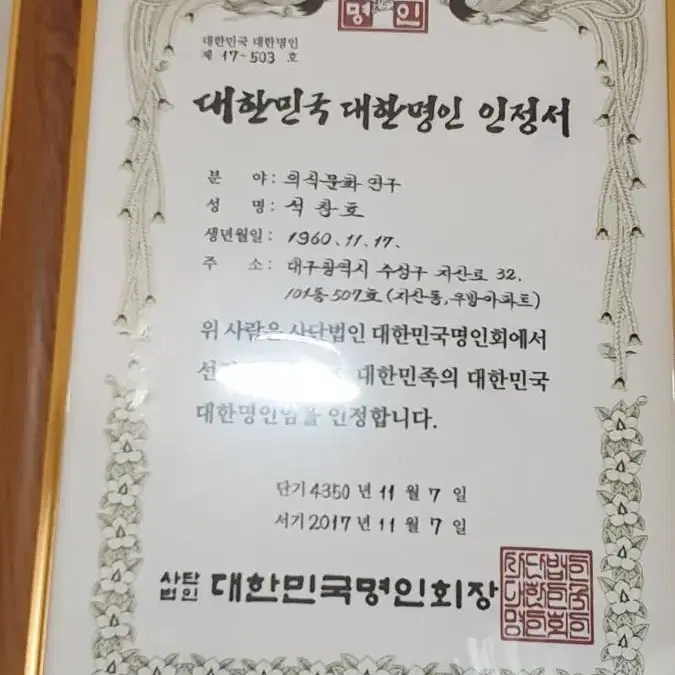 명인
대한민국 대한명인
제 17-503 호
대한민국 대한명인 인정서
분 야: 의식문화 연구
성 명: 석창호
생년월일: 1960.11.17.
주 소: 대구광역시 수성구 지산로 32.
101동 507호 (지산동, 우방아파트)
위 사람은 사단법인 대한민국명인회에서
대한민족의 대한민국
대한명인임을 인정합니다.
단기 4350 년 11 월 7 일
서기 2017 년 11 월 7 일
사단법인 대한민국명인회장